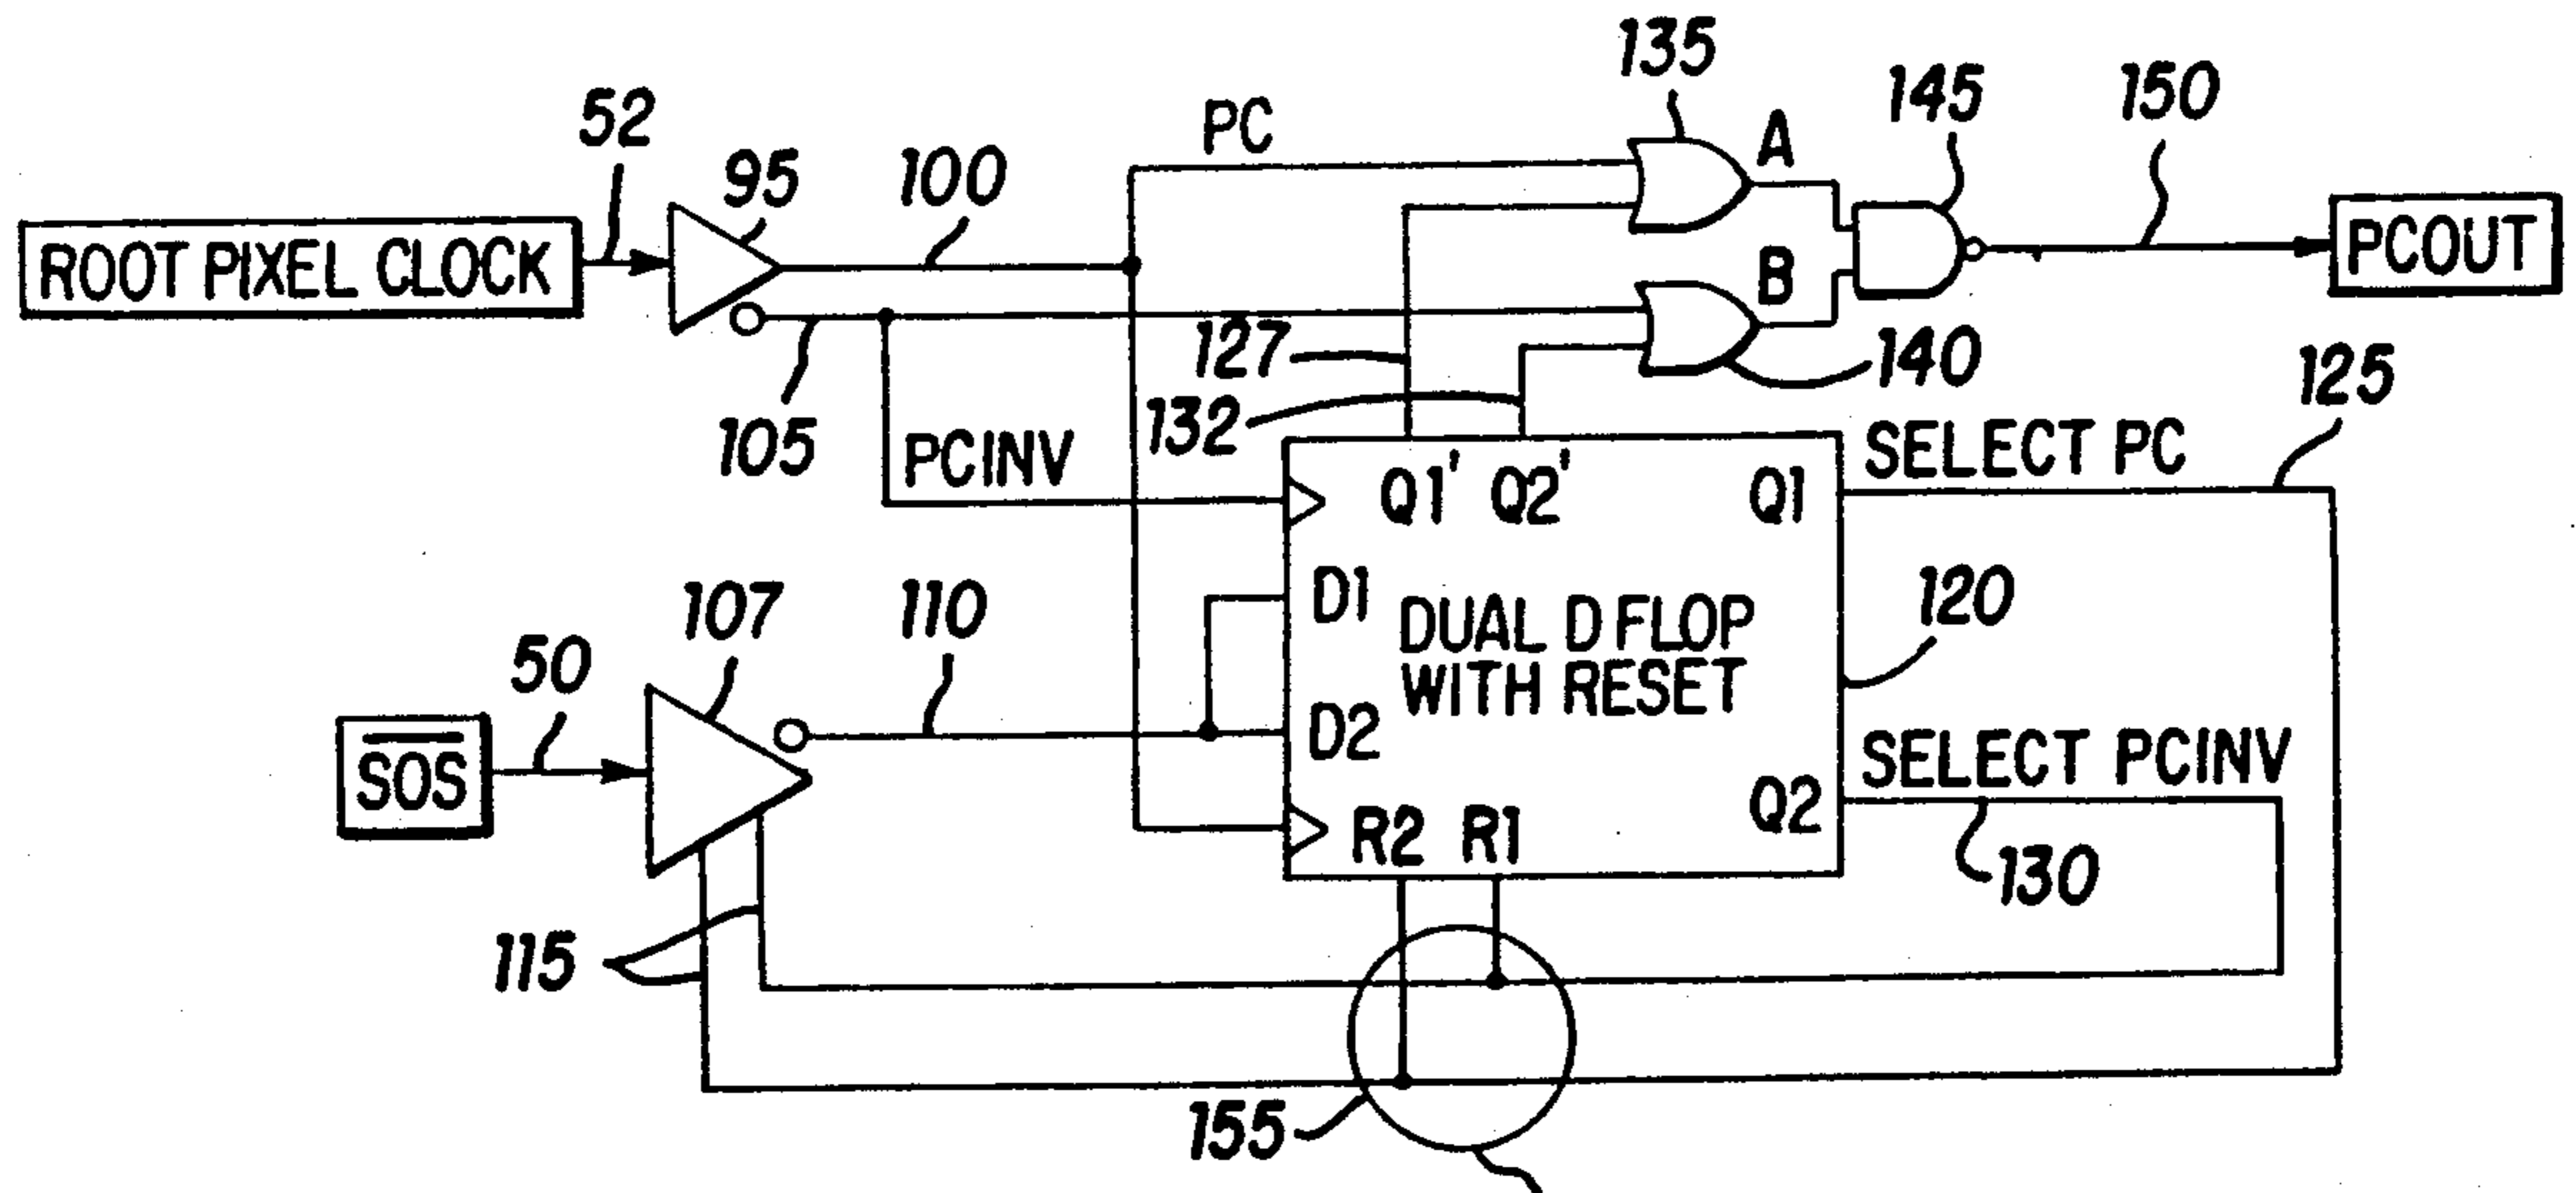 135
145
150
52
95
100
PC
A
ROOT PIXEL CLOCK
PCOUT
B
127
140
105
132
125
PCINV
SELECT PC
Q1' Q2' Q1
107
110
D1
DUAL D FLOP
WITH RESET
120
50
D2
SOS
SELECT PCINV
R2 R1
Q2
130
115
155